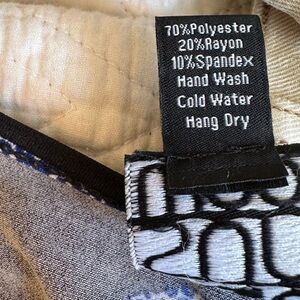 70%Polyester
20%Rayon
10%Spandex
Hand Wash
Cold Water
Hang Dry